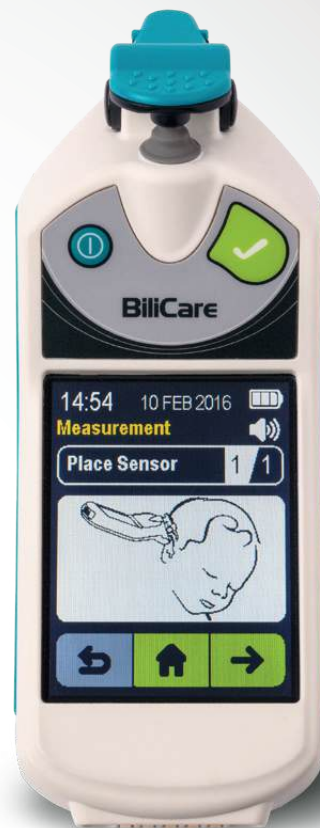 BiliCare
14:54 10 FEB 2016
Measurement
Place Sensor 1/1